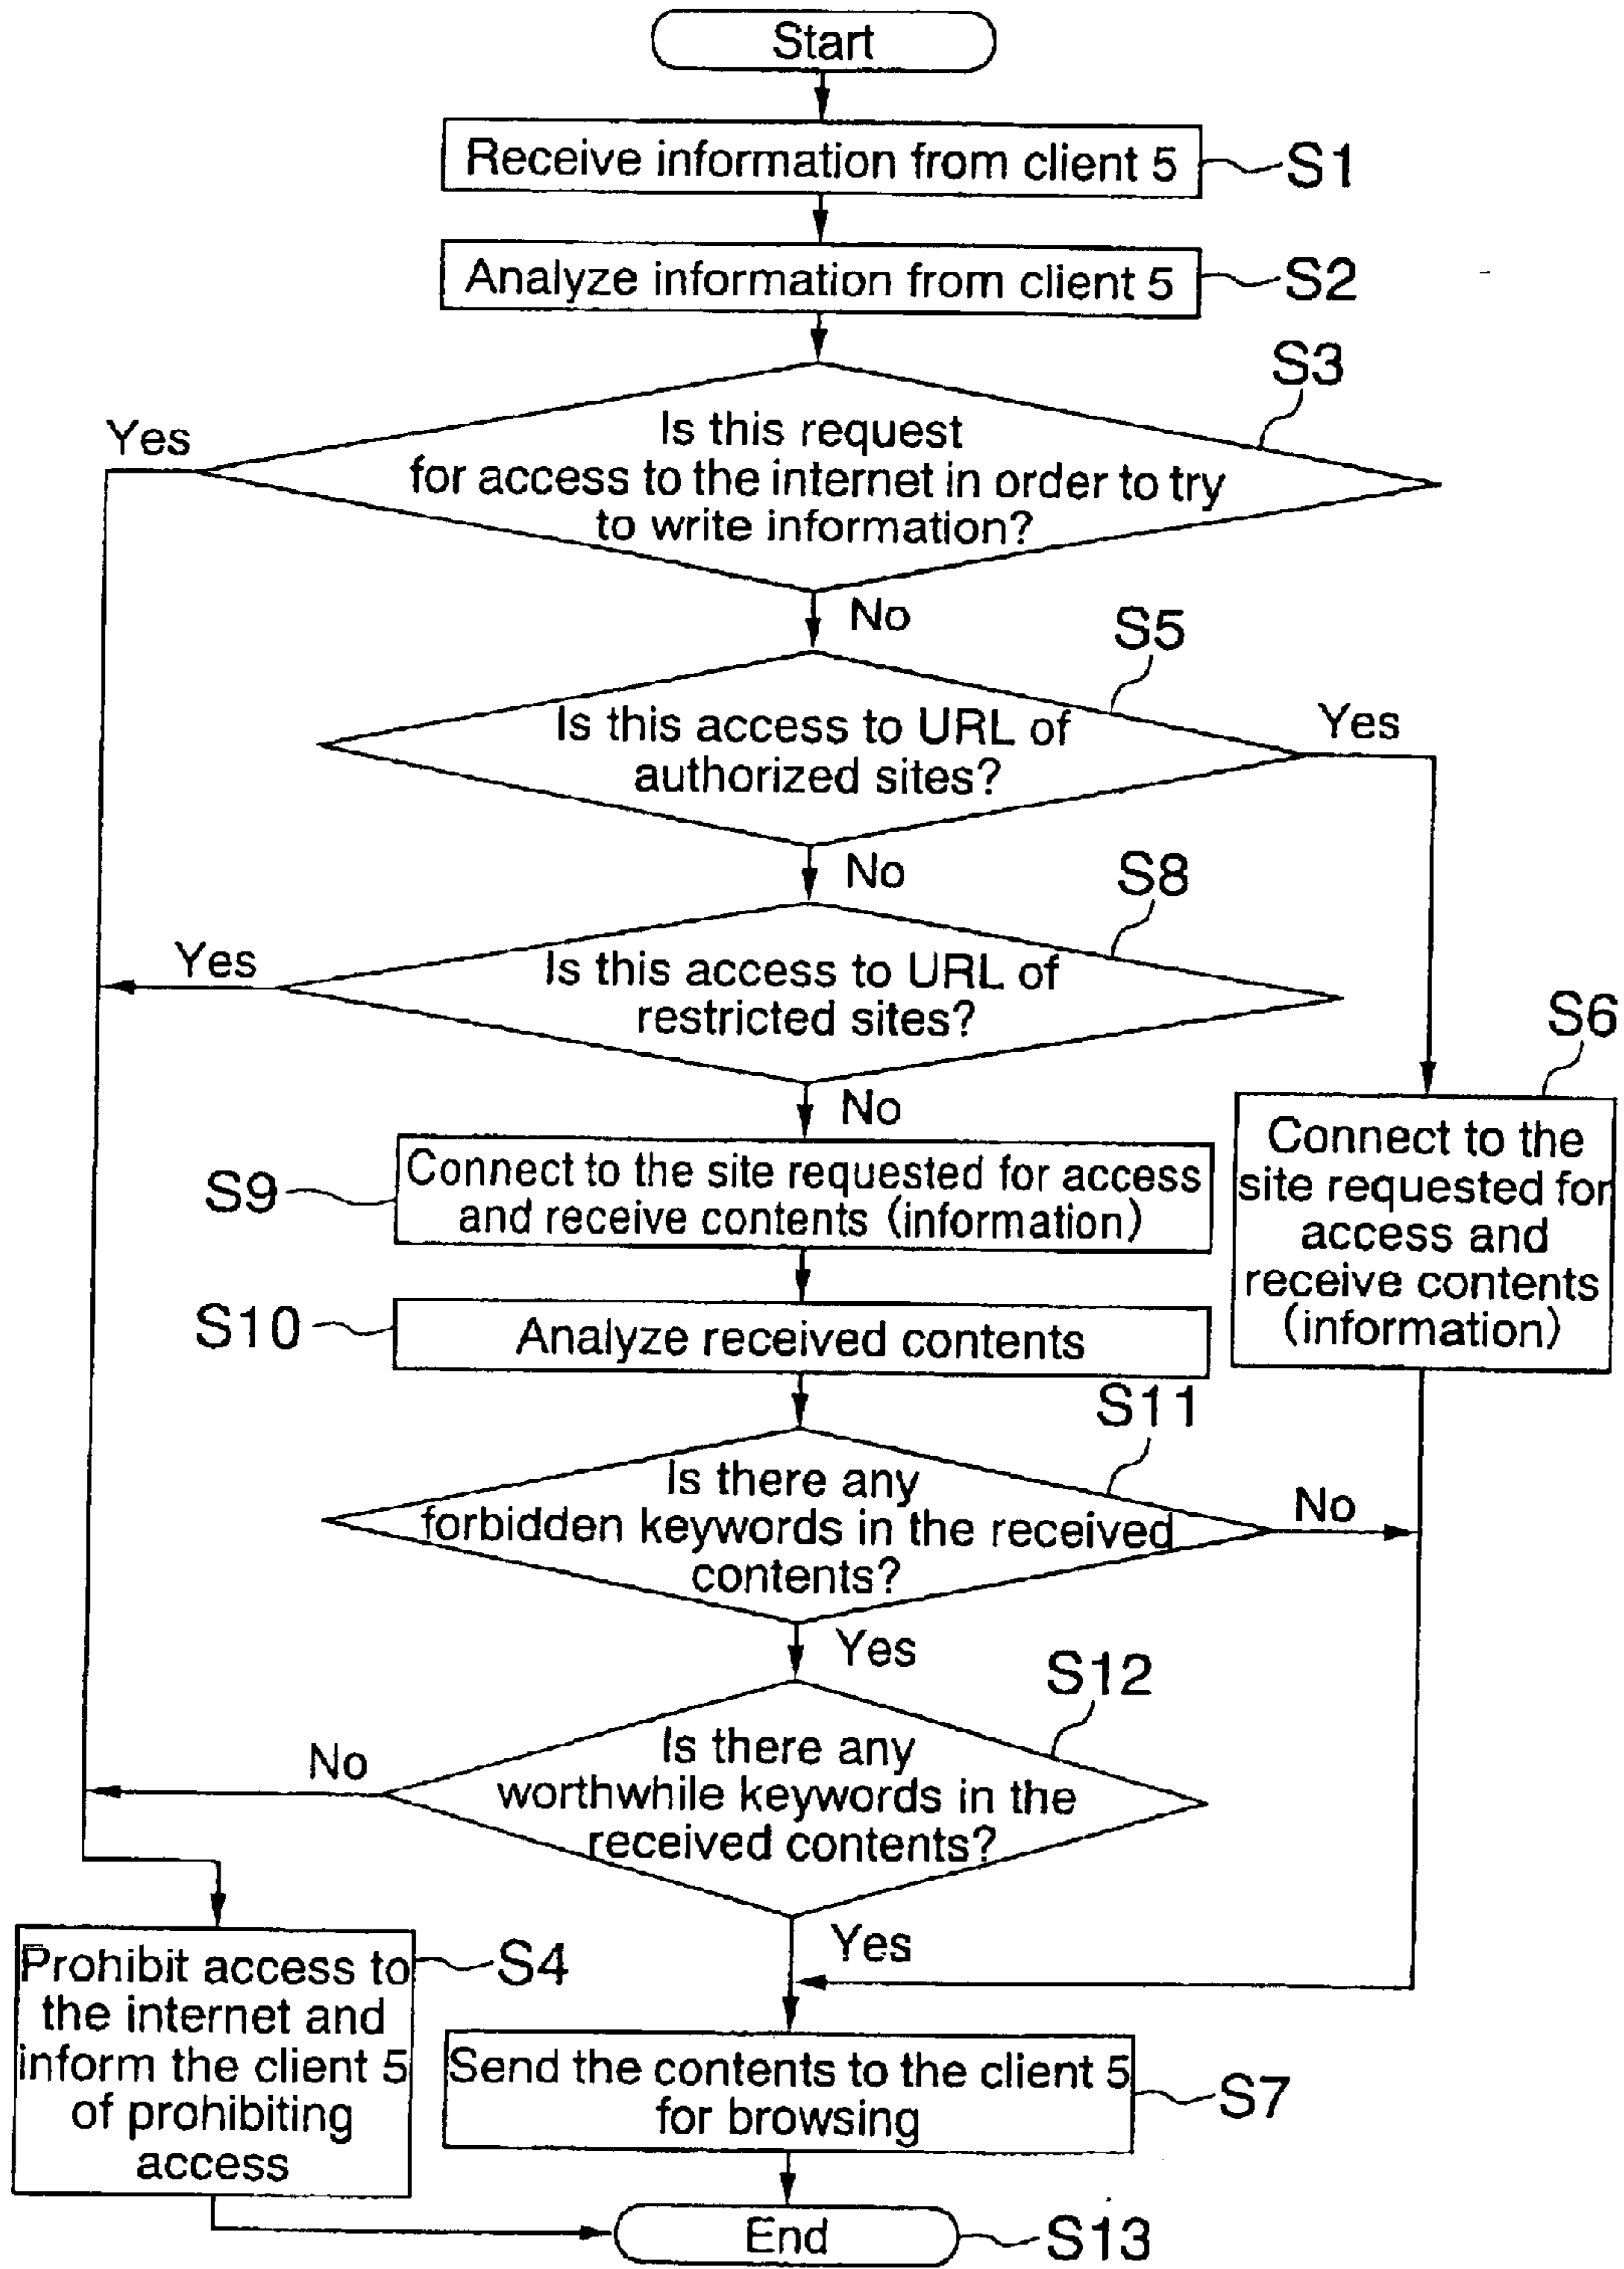 Start
Receive information from client 5
S1
Analyze information from client 5
S2
S3
Yes
Is this request
for access to the internet in order to try
to write information?
No
S5
Is this access to URL of
authorized sites?
Yes
No
S8
Yes
Is this access to URL of
restricted sites?
S6
No
Connect to the
site requested for
access and
receive contents
(information)
S9
Connect to the site requested for access
and receive contents (information)
S10
Analyze received contents
S11
Is there any
forbidden keywords in the received
contents?
No
Yes
S12
No
Is there any
worthwhile keywords in the
received contents?
Yes
Prohibit access to
the internet and
inform the client 5
of prohibiting
access
S4
Send the contents to the client 5
for browsing
S7
End
S13